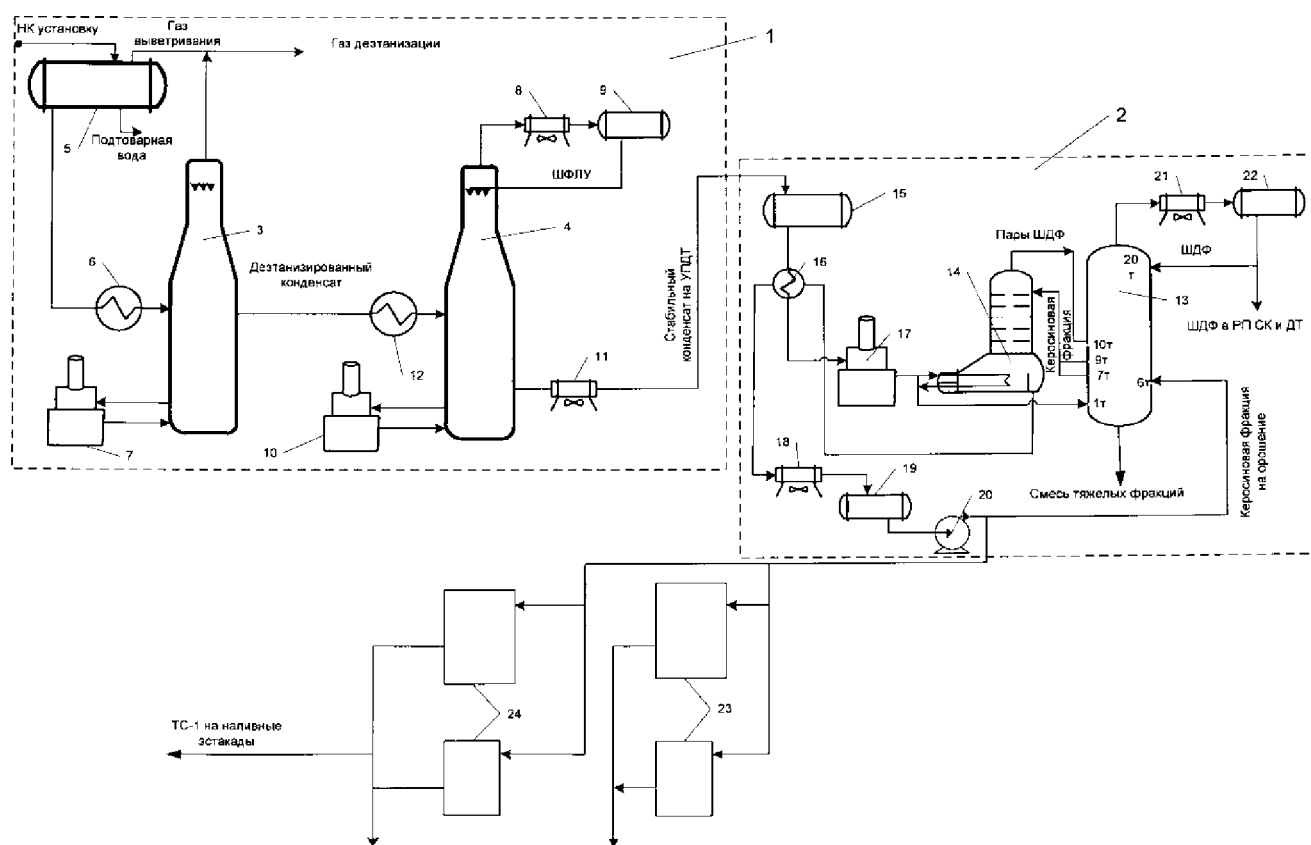 НК установку
Газ
выветривания
Газ деэтанизации
1
5
Подтоварная
вода
8
9
ШФЛУ
3
4
6
Деэтанизированный
конденсат
12
7
10
11
Стабильный
конденсат на УПДТ
2
15
16
17
14
Пары ШДФ
Керосиновая
фракция
21
22
20
т
ШДФ
13
ШДФ в РП СК и ДТ
10т
9т
7т
6т
1т
18
19
20
Смесь тяжелых фракций
Керосиновая фракция
на орошение
24
23
ТС-1 на наливные
эстакады